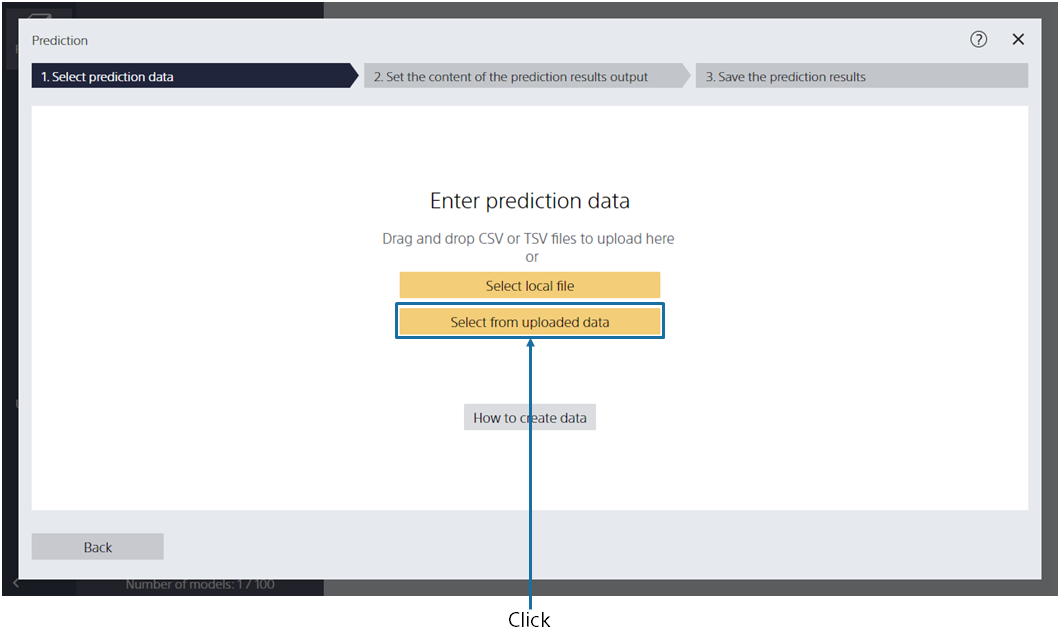 Prediction
1. Select prediction data
2. Set the content of the prediction results output
3. Save the prediction results
Enter prediction data
Drag and drop CSV or TSV files to upload here
or
Select local file
Select from uploaded data
How to create data
Back
Number of models: 1 / 100
Click